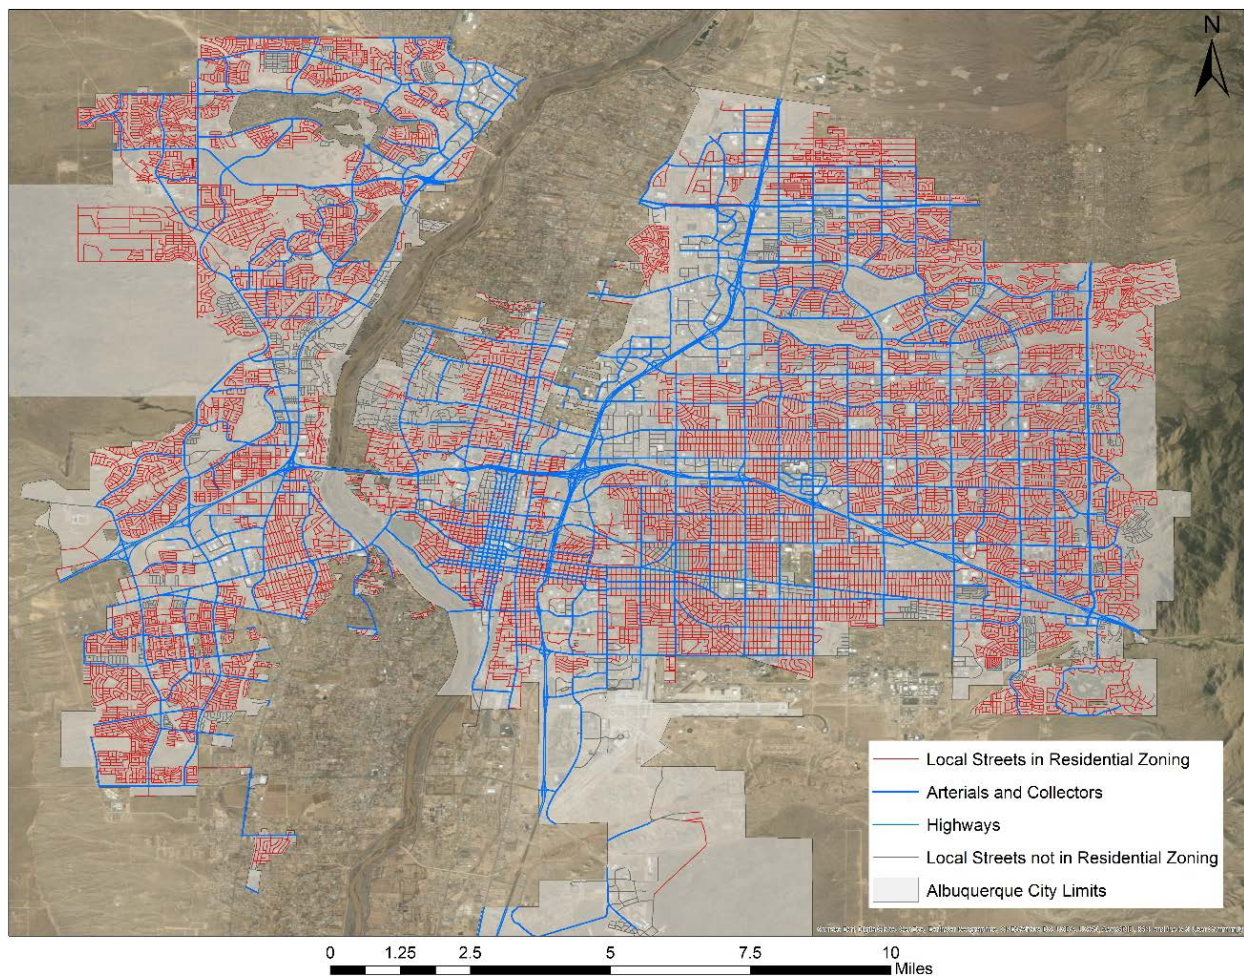 N
Local Streets in Residential Zoning
Arterials and Collectors
Highways
Local Streets not in Residential Zoning
Albuquerque City Limits
0 1.25 2.5 5 7.5 10
Miles